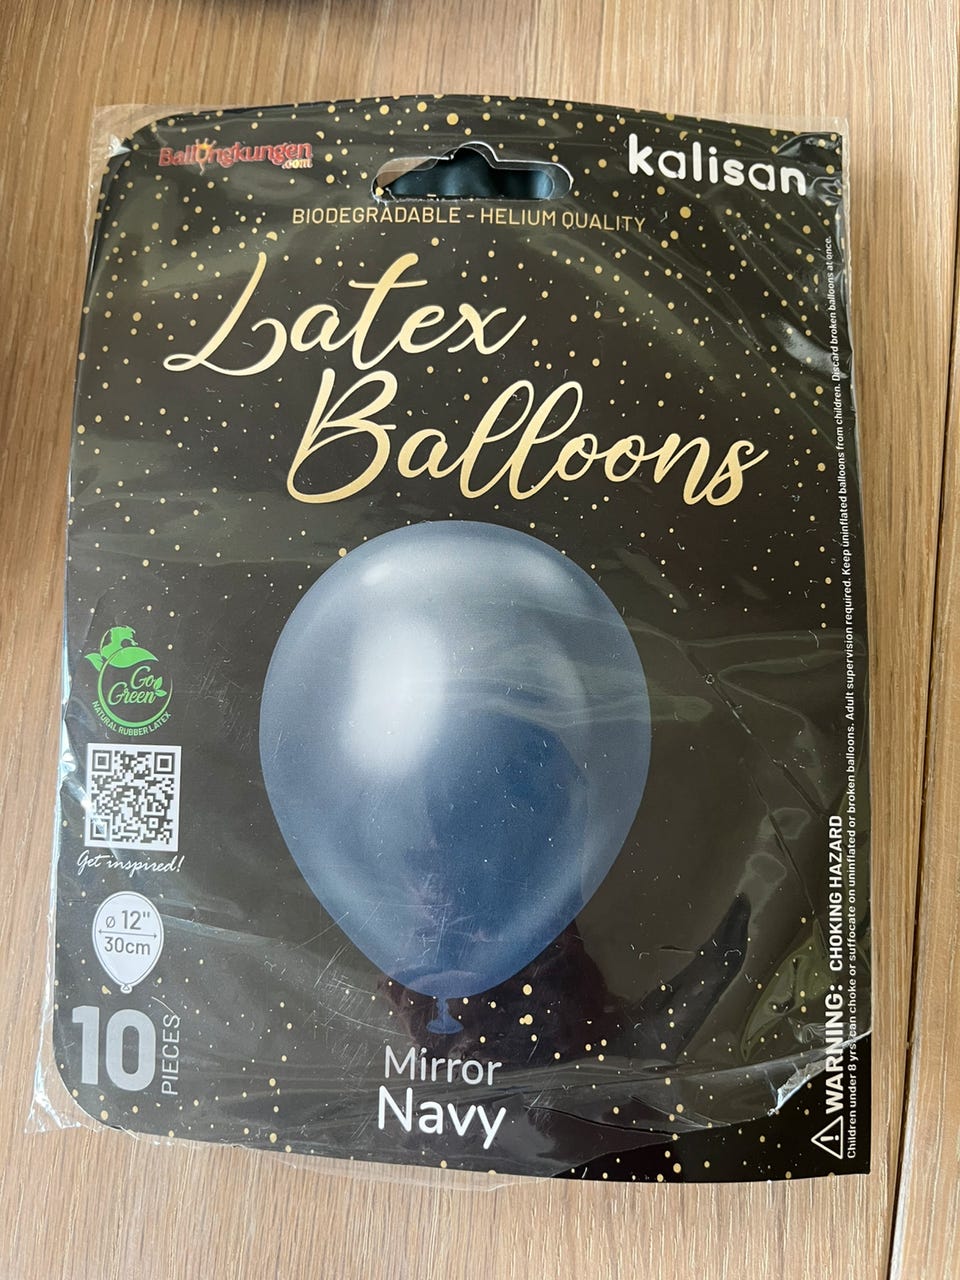 Ballongkungen
.com
kalisan
BIODEGRADABLE - HELIUM QUALITY
Latex
Balloons
Go
Green
NATURAL RUBBER LATEX
Get inspired!
Ø 12"
30cm
10
PIECES
Mirror
Navy
WARNING: CHOKING HAZARD
Children under 8 yrs. can choke or suffocate on uninflated or broken balloons. Adult supervision required. Keep uninflated balloons from children. Discard broken balloons at once.